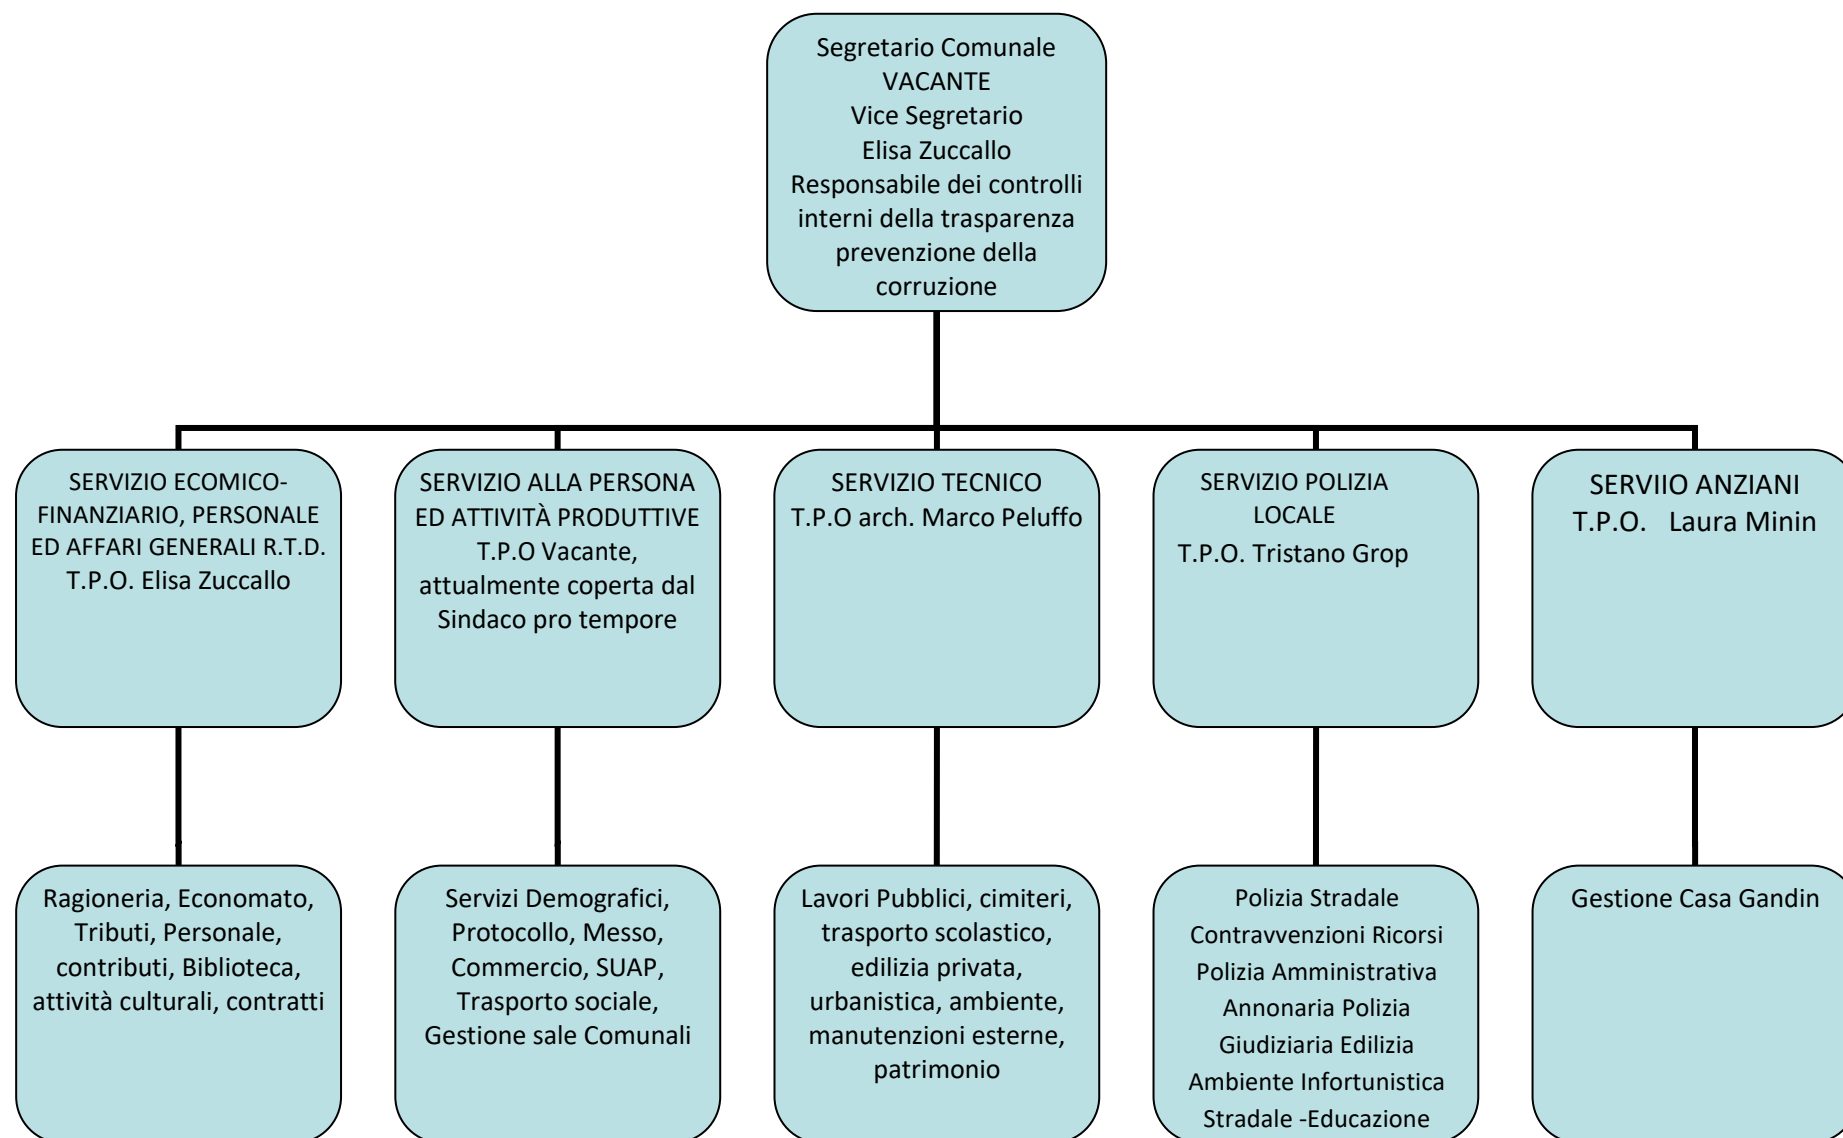 Segretario Comunale
VACANTE
Vice Segretario
Elisa Zuccallo
Responsabile dei controlli
interni della trasparenza
prevenzione della
corruzione
SERVIZIO ECOMICO-
FINANZIARIO, PERSONALE
ED AFFARI GENERALI R.T.D.
T.P.O. Elisa Zuccallo
SERVIZIO ALLA PERSONA
ED ATTIVITÀ PRODUTTIVE
T.P.O Vacante,
attualmente coperta dal
Sindaco pro tempore
SERVIZIO TECNICO
T.P.O arch. Marco Peluffo
SERVIZIO POLIZIA
LOCALE
T.P.O. Tristano Grop
SERVIIO ANZIANI
T.P.O. Laura Minin
Ragioneria, Economato,
Tributi, Personale,
contributi, Biblioteca,
attività culturali, contratti
Servizi Demografici,
Protocollo, Messo,
Commercio, SUAP,
Trasporto sociale,
Gestione sale Comunali
Lavori Pubblici, cimiteri,
trasporto scolastico,
edilizia privata,
urbanistica, ambiente,
manutenzioni esterne,
patrimonio
Polizia Stradale
Contravvenzioni Ricorsi
Polizia Amministrativa
Annonaria Polizia
Giudiziaria Edilizia
Ambiente Infortunistica
Stradale -Educazione
Gestione Casa Gandin